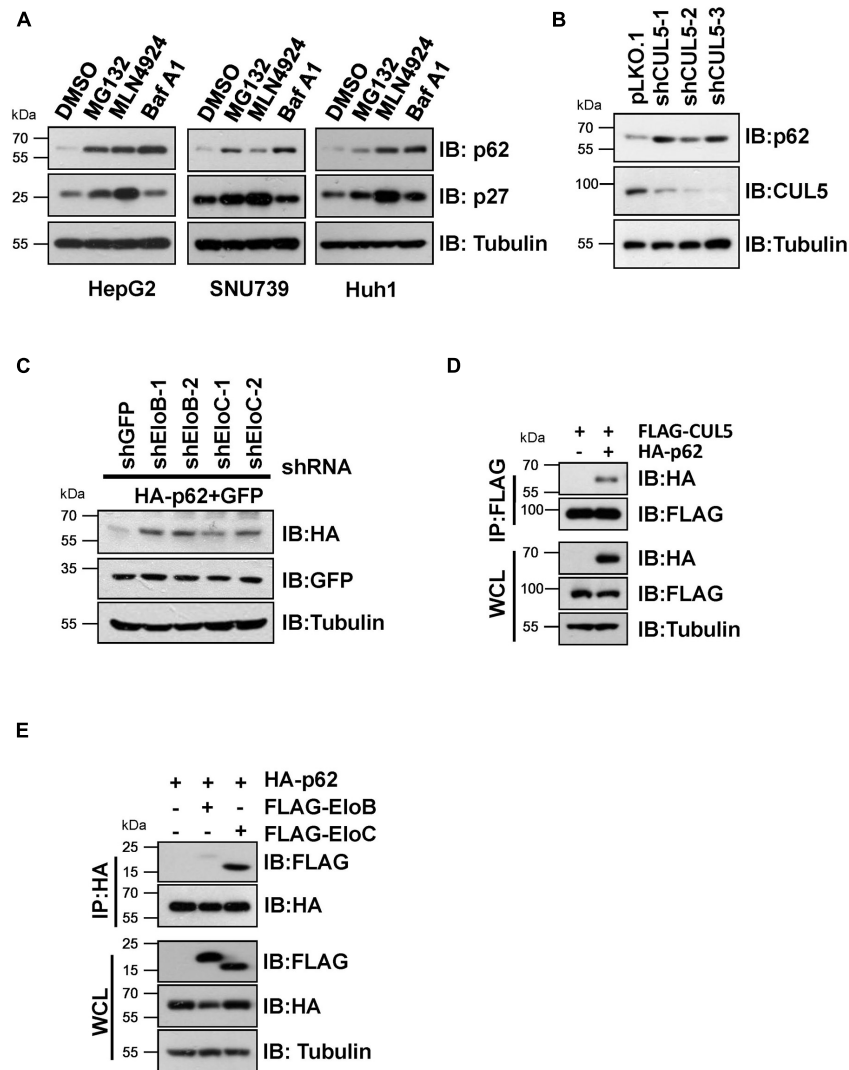 A
kDa
DMSO
MG132
MLN4924
Baf A1
DMSO
MG132
MLN4924
Baf A1
DMSO
MG132
MLN4924
Baf A1
70
55
IB: p62
25
IB: p27
55
IB: Tubulin
HepG2
SNU739
Huh1
B
kDa
pLKO.1
shCUL5-1
shCUL5-2
shCUL5-3
70
55
IB:p62
100
IB:CUL5
55
IB:Tubulin
C
shGFP
shEloB-1
shEloB-2
shEloC-1
shEloC-2
shRNA
kDa
HA-p62+GFP
70
55
IB:HA
35
IB:GFP
55
IB:Tubulin
D
kDa
+ + FLAG-CUL5
- + HA-p62
IP:FLAG
70
55
IB:HA
100
IB:FLAG
WCL
70
IB:HA
100
IB:FLAG
55
IB:Tubulin
E
+ + + HA-p62
- + - FLAG-EloB
kDa
- - + FLAG-EloC
IP:HA
25
15
IB:FLAG
70
55
IB:HA
WCL
25
15
IB:FLAG
70
55
IB:HA
55
IB: Tubulin